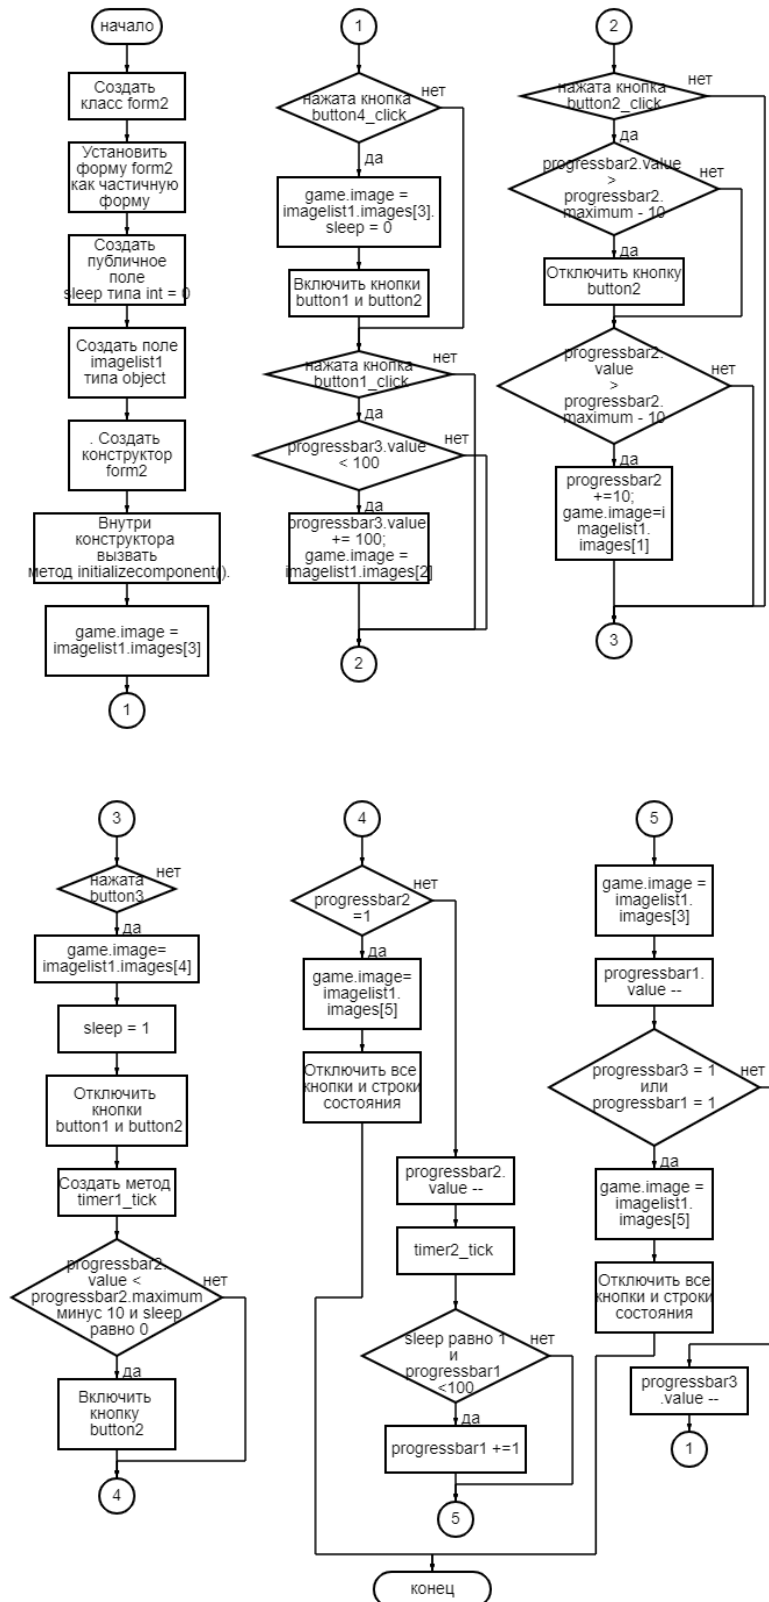 начало
Создать
класс form2
Установить
форму form2
как частичную
форму
Создать
публичное
поле
sleep типа int = 0
Создать поле
imagelist1
типа object
. Создать
конструктор
form2
Внутри
конструктора
вызвать
метод initializecomponent().
game.image =
imagelist1.images[3]
1
1
нажата кнопка
button4_click
нет
да
game.image =
imagelist1.images[3].
sleep = 0
Включить кнопки
button1 и button2
нажата кнопка
button1_click
нет
да
progressbar3.value
< 100
нет
да
progressbar3.value
+= 100;
game.image =
imagelist1.images[2]
2
2
нажата кнопка
button2_click
нет
да
progressbar2.value
>
progressbar2.
maximum - 10
нет
да
Отключить кнопку
button2
progressbar2.
value
>
progressbar2.
maximum - 10
нет
да
progressbar2
+=10;
game.image=i
magelist1.
images[1]
3
3
нажата
button3
нет
да
game.image=
imagelist1.images[4]
sleep = 1
Отключить
кнопки
button1 и button2
Создать метод
timer1_tick
progressbar2.
value <
progressbar2.maximum
минус 10 и sleep
равно 0
нет
да
Включить
кнопку
button2
4
4
progressbar2
=1
нет
да
game.image=
imagelist1.
images[5]
Отключить все
кнопки и строки
состояния
progressbar2.
value --
timer2_tick
sleep равно 1
и
progressbar1
<100
нет
да
progressbar1 +=1
5
5
game.image =
imagelist1.
images[3]
progressbar1.
value --
progressbar3 = 1
или
progressbar1 = 1
нет
да
game.image =
imagelist1.
images[5]
Отключить все
кнопки и строки
состояния
progressbar3
.value --
1
конец